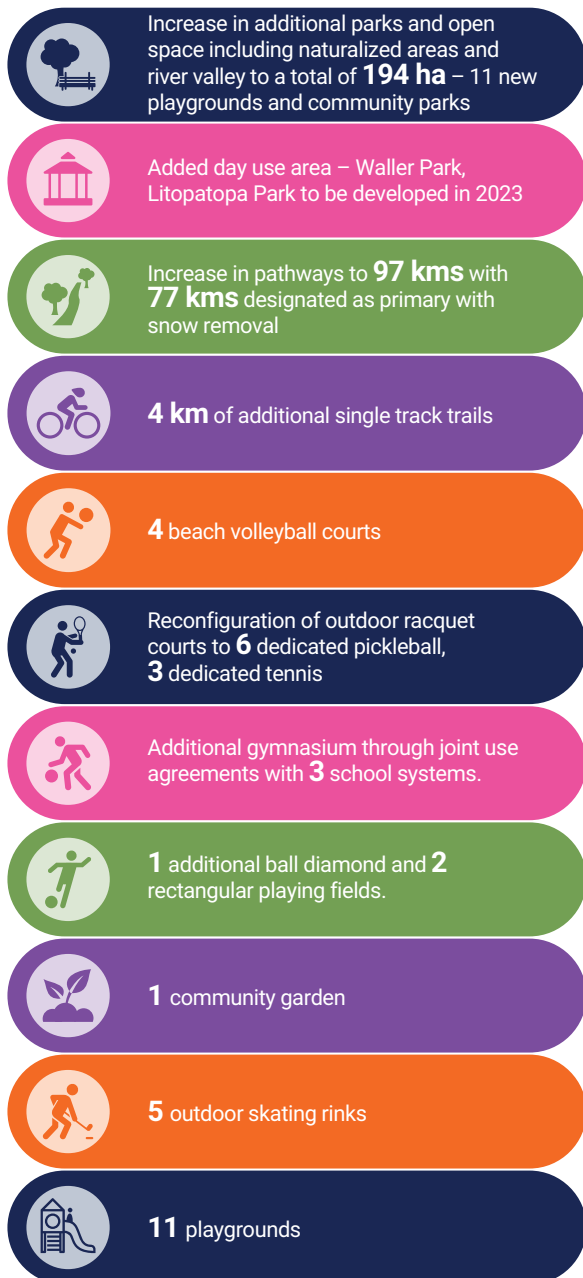 Increase in additional parks and open
space including naturalized areas and
river valley to a total of 194 ha – 11 new
playgrounds and community parks
Added day use area – Waller Park,
Litopatopa Park to be developed in 2023
Increase in pathways to 97 kms with
77 kms designated as primary with
snow removal
4 km of additional single track trails
4 beach volleyball courts
Reconfiguration of outdoor racquet
courts to 6 dedicated pickleball,
3 dedicated tennis
Additional gymnasium through joint use
agreements with 3 school systems.
1 additional ball diamond and 2
rectangular playing fields.
1 community garden
5 outdoor skating rinks
11 playgrounds